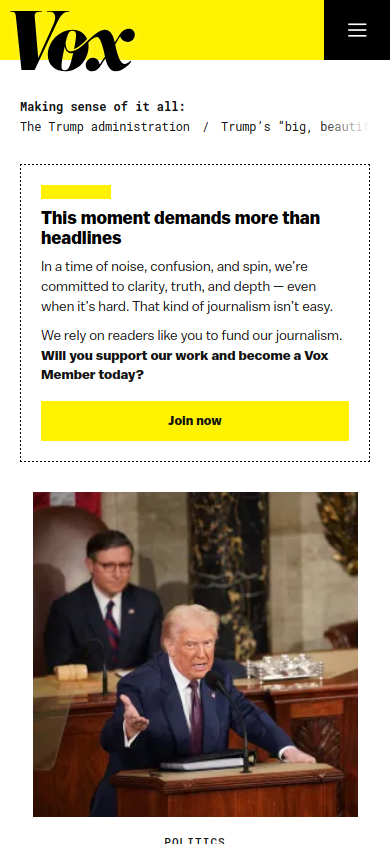 Vox
Making sense of it all:
The Trump administration / Trump's “big,
This moment demands more than
headlines
In a time of noise, confusion, and spin, we're
committed to clarity, truth, and depth — even
when it's hard. That kind of journalism isn't easy.
We rely on readers like you to fund our journalism.
Will you support our work and become a Vox
Member today?
Join now
POLITICS